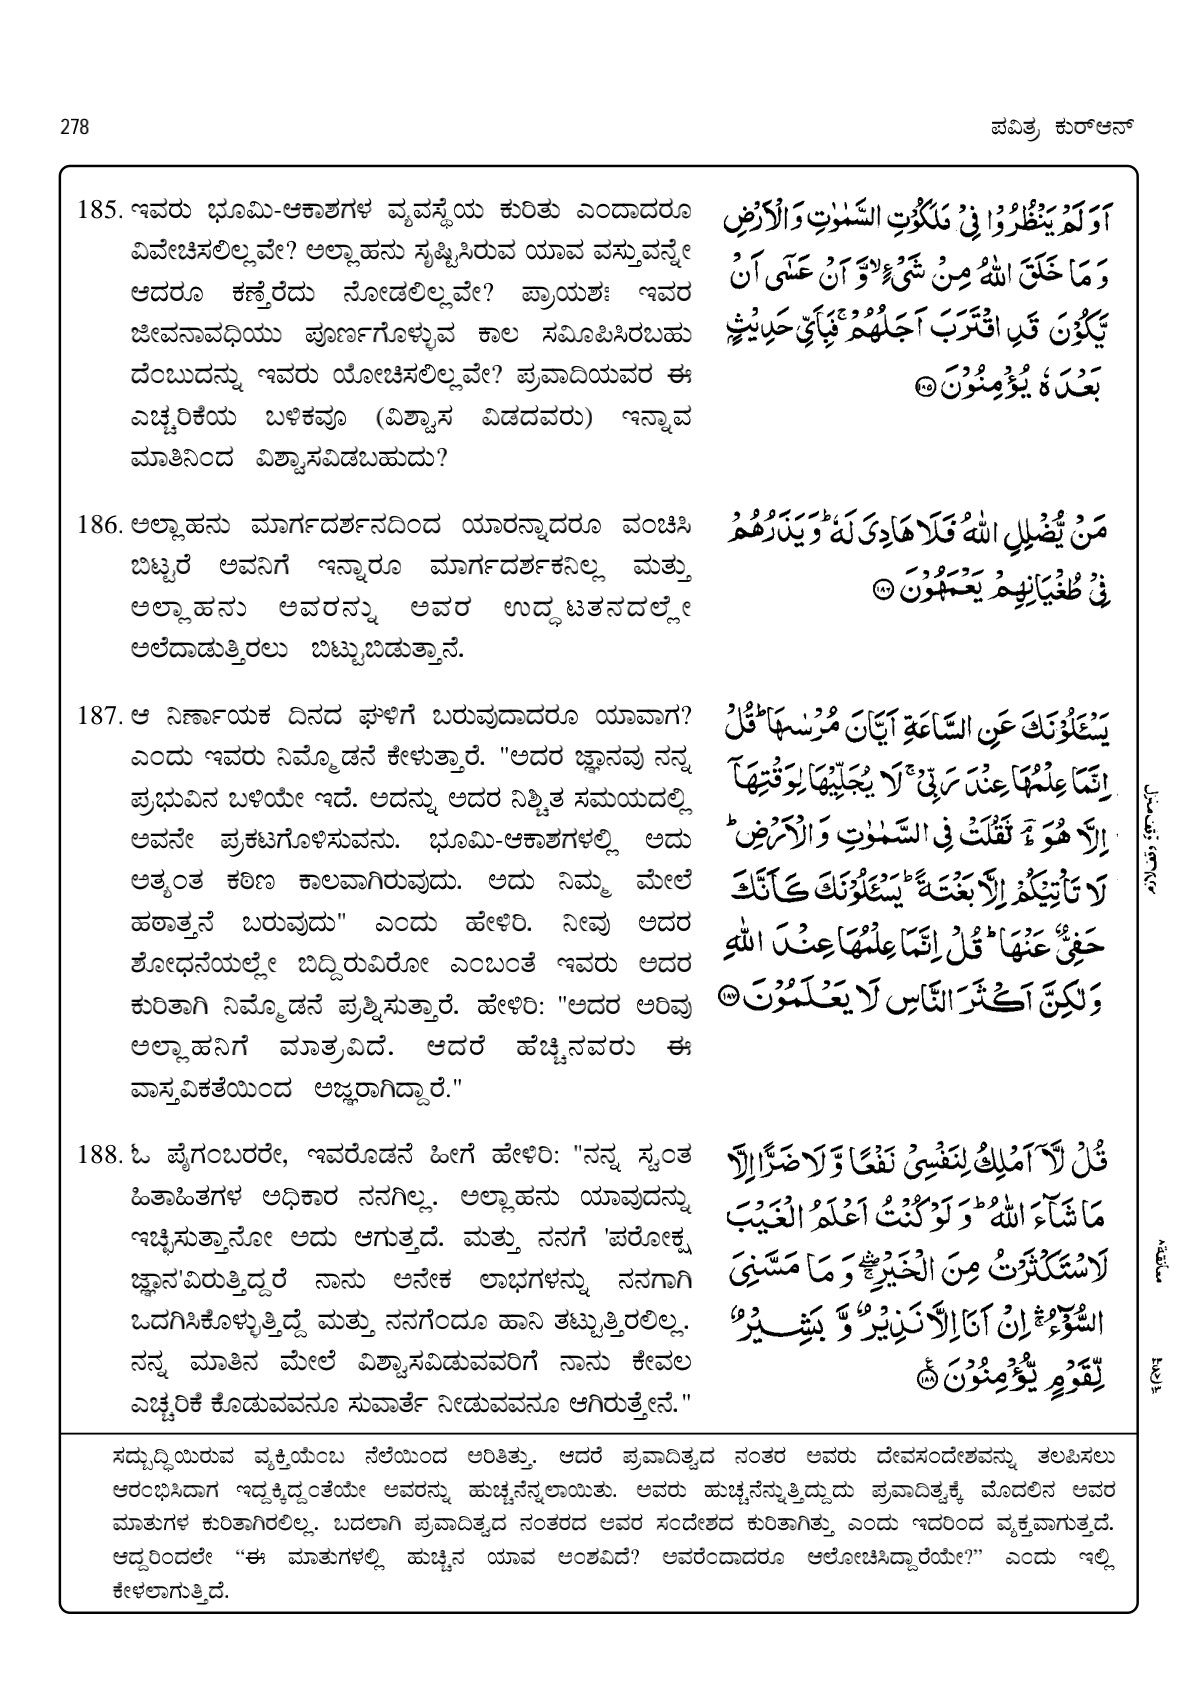 278
ಪವಿತ್ರ ಕುರ್‌ಆನ್
185. ಇವರು ಭೂಮಿ-ಆಕಾಶಗಳ ವ್ಯವಸ್ಥೆಯ ಕುರಿತು ಎಂದಾದರೂ
ವಿವೇಚಿಸಲಿಲ್ಲವೇ? ಅಲ್ಲಾಹನು ಸೃಷ್ಟಿಸಿರುವ ಯಾವ ವಸ್ತುವನ್ನೇ
ಆದರೂ ಕಣ್ತೆರೆದು ನೋಡಲಿಲ್ಲವೇ? ಪ್ರಾಯಶಃ ಇವರ
ಜೀವನಾವಧಿಯು ಪೂರ್ಣಗೊಳ್ಳುವ ಕಾಲ ಸಮೀಪಿಸಿರಬಹು
ದೆಂಬುದನ್ನು ಇವರು ಯೋಚಿಸಲಿಲ್ಲವೇ? ಪ್ರವಾದಿಯವರ ಈ
ಎಚ್ಚರಿಕೆಯ ಬಳಿಕವೂ (ವಿಶ್ವಾಸ ವಿಡದವರು) ಇನ್ನಾವ
ಮಾತಿನಿಂದ ವಿಶ್ವಾಸವಿಡಬಹುದು?
اَوَ لَمْ يَنْظُرُوْا فِیْ مَلَكُوْتِ السَّمٰوٰتِ وَ الْاَرْضِ
وَ مَا خَلَقَ اللّٰهُ مِنْ شَیْءٍ ۙ وَّ اَنْ عَسٰۤی اَنْ
يَّكُوْنَ قَدِ اقْتَرَبَ اَجَلُهُمْ ۚ فَبِاَیِّ حَدِيْثٍۭ
بَعْدَهٗ يُؤْمِنُوْنَ ﴿۱۸۵﴾
186. ಅಲ್ಲಾಹನು ಮಾರ್ಗದರ್ಶನದಿಂದ ಯಾರನ್ನಾದರೂ ವಂಚಿಸಿ
ಬಿಟ್ಟರೆ ಅವನಿಗೆ ಇನ್ನಾರೂ ಮಾರ್ಗದರ್ಶಕನಿಲ್ಲ ಮತ್ತು
ಅಲ್ಲಾಹನು ಅವರನ್ನು ಅವರ ಉದ್ಧಟತನದಲ್ಲೇ
ಅಲೆದಾಡುತ್ತಿರಲು ಬಿಟ್ಟುಬಿಡುತ್ತಾನೆ.
مَنْ يُّضْلِلِ اللّٰهُ فَلَا هَادِیَ لَهٗ ؕ وَ يَذَرُهُمْ
فِیْ طُغْيَانِهِمْ يَعْمَهُوْنَ ﴿۱۸۶﴾
187. ಆ ನಿರ್ಣಾಯಕ ದಿನದ ಘಳಿಗೆ ಬರುವುದಾದರೂ ಯಾವಾಗ?
ಎಂದು ಇವರು ನಿಮ್ಮೊಡನೆ ಕೇಳುತ್ತಾರೆ. "ಅದರ ಜ್ಞಾನವು ನನ್ನ
ಪ್ರಭುವಿನ ಬಳಿಯೇ ಇದೆ. ಅದನ್ನು ಅದರ ನಿಶ್ಚಿತ ಸಮಯದಲ್ಲಿ
ಅವನೇ ಪ್ರಕಟಗೊಳಿಸುವನು. ಭೂಮಿ-ಆಕಾಶಗಳಲ್ಲಿ ಅದು
ಅತ್ಯಂತ ಕಠಿಣ ಕಾಲವಾಗಿರುವುದು. ಅದು ನಿಮ್ಮ ಮೇಲೆ
ಹಠಾತ್ತನೆ ಬರುವುದು" ಎಂದು ಹೇಳಿರಿ. ನೀವು ಅದರ
ಶೋಧನೆಯಲ್ಲೇ ಬಿದ್ದಿರುವಿರೋ ಎಂಬಂತೆ ಇವರು ಅದರ
ಕುರಿತಾಗಿ ನಿಮ್ಮೊಡನೆ ಪ್ರಶ್ನಿಸುತ್ತಾರೆ. ಹೇಳಿರಿ: "ಅದರ ಅರಿವು
ಅಲ್ಲಾಹನಿಗೆ ಮಾತ್ರವಿದೆ. ಆದರೆ ಹೆಚ್ಚಿನವರು ಈ
ವಾಸ್ತವಿಕತೆಯಿಂದ ಅಜ್ಞರಾಗಿದ್ದಾರೆ."
يَسْـَٔلُوْنَكَ عَنِ السَّاعَةِ اَيَّانَ مُرْسٰىهَا ؕ قُلْ
اِنَّمَا عِلْمُهَا عِنْدَ رَبِّیْ ۚ لَا يُجَلِّيْهَا لِوَقْتِهَاۤ
اِلَّا هُوَ ؔۘؕ ثَقُلَتْ فِی السَّمٰوٰتِ وَ الْاَرْضِ ؕ
لَا تَاْتِيْكُمْ اِلَّا بَغْتَةً ؕ يَسْـَٔلُوْنَكَ كَاَنَّكَ
حَفِیٌّ عَنْهَا ؕ قُلْ اِنَّمَا عِلْمُهَا عِنْدَ اللّٰهِ
وَ لٰكِنَّ اَكْثَرَ النَّاسِ لَا يَعْلَمُوْنَ ﴿۱۸۷﴾
188. ಓ ಪೈಗಂಬರರೇ, ಇವರೊಡನೆ ಹೀಗೆ ಹೇಳಿರಿ: "ನನ್ನ ಸ್ವಂತ
ಹಿತಾಹಿತಗಳ ಅಧಿಕಾರ ನನಗಿಲ್ಲ. ಅಲ್ಲಾಹನು ಯಾವುದನ್ನು
ಇಚ್ಛಿಸುತ್ತಾನೋ ಅದು ಆಗುತ್ತದೆ. ಮತ್ತು ನನಗೆ 'ಪರೋಕ್ಷ
ಜ್ಞಾನ'ವಿರುತ್ತಿದ್ದರೆ ನಾನು ಅನೇಕ ಲಾಭಗಳನ್ನು ನನಗಾಗಿ
ಒದಗಿಸಿಕೊಳ್ಳುತ್ತಿದ್ದೆ ಮತ್ತು ನನಗೆಂದೂ ಹಾನಿ ತಟ್ಟುತ್ತಿರಲಿಲ್ಲ.
ನನ್ನ ಮಾತಿನ ಮೇಲೆ ವಿಶ್ವಾಸವಿಡುವವರಿಗೆ ನಾನು ಕೇವಲ
ಎಚ್ಚರಿಕೆ ಕೊಡುವವನೂ ಸುವಾರ್ತೆ ನೀಡುವವನೂ ಆಗಿರುತ್ತೇನೆ."
قُلْ لَّاۤ اَمْلِكُ لِنَفْسِیْ نَفْعًا وَّ لَا ضَرًّا اِلَّا
مَا شَآءَ اللّٰهُ ؕ وَ لَوْ كُنْتُ اَعْلَمُ الْغَيْبَ
لَاسْتَكْثَرْتُ مِنَ الْخَيْرِ ۛۖۚ وَ مَا مَسَّنِیَ
السُّوْٓءُ ۛۚ اِنْ اَنَا اِلَّا نَذِيْرٌ وَّ بَشِيْرٌ
لِّقَوْمٍ يُّؤْمِنُوْنَ ﴿۱۸۸﴾
ಸದ್ಬುದ್ಧಿಯಿರುವ ವ್ಯಕ್ತಿಯೆಂಬ ನೆಲೆಯಿಂದ ಅರಿತಿತ್ತು. ಆದರೆ ಪ್ರವಾದಿತ್ವದ ನಂತರ ಅವರು ದೇವಸಂದೇಶವನ್ನು ತಲಪಿಸಲು
ಆರಂಭಿಸಿದಾಗ ಇದ್ದಕ್ಕಿದ್ದಂತೆಯೇ ಅವರನ್ನು ಹುಚ್ಚನೆನ್ನಲಾಯಿತು. ಅವರು ಹುಚ್ಚನೆನ್ನುತ್ತಿದ್ದುದು ಪ್ರವಾದಿತ್ವಕ್ಕೆ ಮೊದಲಿನ ಅವರ
ಮಾತುಗಳ ಕುರಿತಾಗಿರಲಿಲ್ಲ. ಬದಲಾಗಿ ಪ್ರವಾದಿತ್ವದ ನಂತರದ ಅವರ ಸಂದೇಶದ ಕುರಿತಾಗಿತ್ತು ಎಂದು ಇದರಿಂದ ವ್ಯಕ್ತವಾಗುತ್ತದೆ.
ಆದ್ದರಿಂದಲೇ “ಈ ಮಾತುಗಳಲ್ಲಿ ಹುಚ್ಚಿನ ಯಾವ ಅಂಶವಿದೆ? ಅವರೆಂದಾದರೂ ಆಲೋಚಿಸಿದ್ದಾರೆಯೇ?” ಎಂದು ಇಲ್ಲಿ
ಕೇಳಲಾಗುತ್ತಿದೆ.